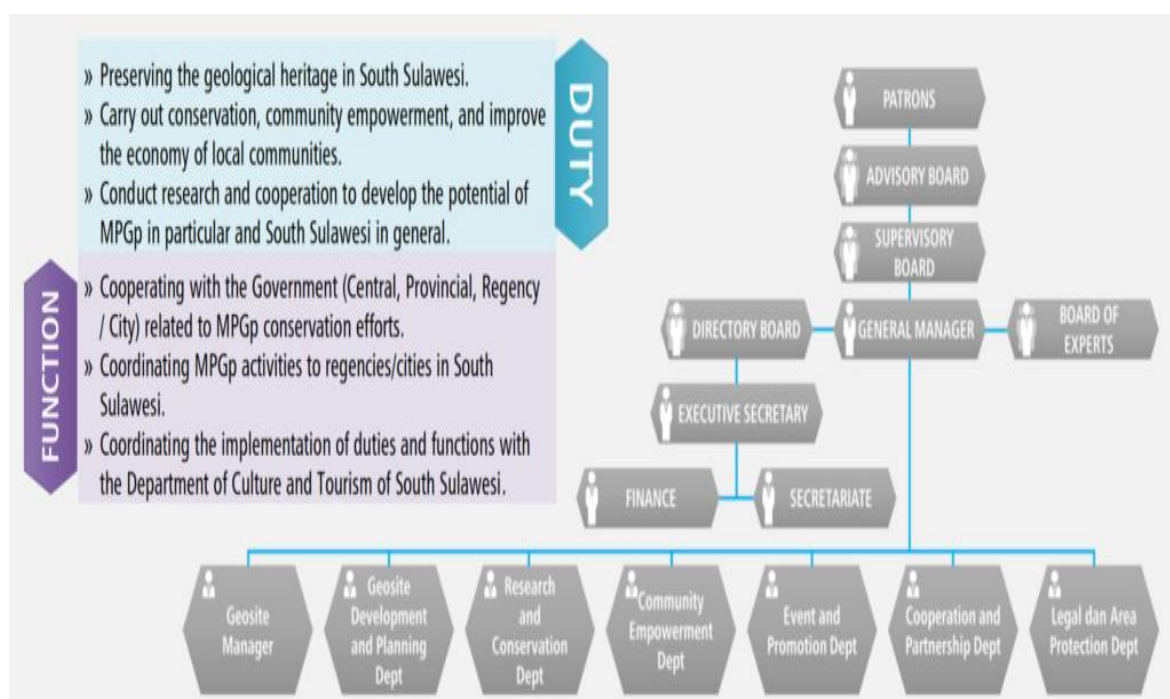 » Preserving the geological heritage in South Sulawesi.
» Carry out conservation, community empowerment, and improve
the economy of local communities.
» Conduct research and cooperation to develop the potential of
MPGp in particular and South Sulawesi in general.
DUTY
» Cooperating with the Government (Central, Provincial, Regency
/ City) related to MPGp conservation efforts.
» Coordinating MPGp activities to regencies/cities in South
Sulawesi.
» Coordinating the implementation of duties and functions with
the Department of Culture and Tourism of South Sulawesi.
FUNCTION
PATRONS
ADVISORY BOARD
SUPERVISORY
BOARD
DIRECTORY BOARD
GENERAL MANAGER
BOARD OF
EXPERTS
EXECUTIVE SECRETARY
FINANCE
SECRETARIATE
Geosite
Manager
Geosite
Development
and Planning
Dept
Research
and
Conservation
Dept
Community
Empowerment
Dept
Event and
Promotion Dept
Cooperation and
Partnership Dept
Legal dan Area
Protection Dept